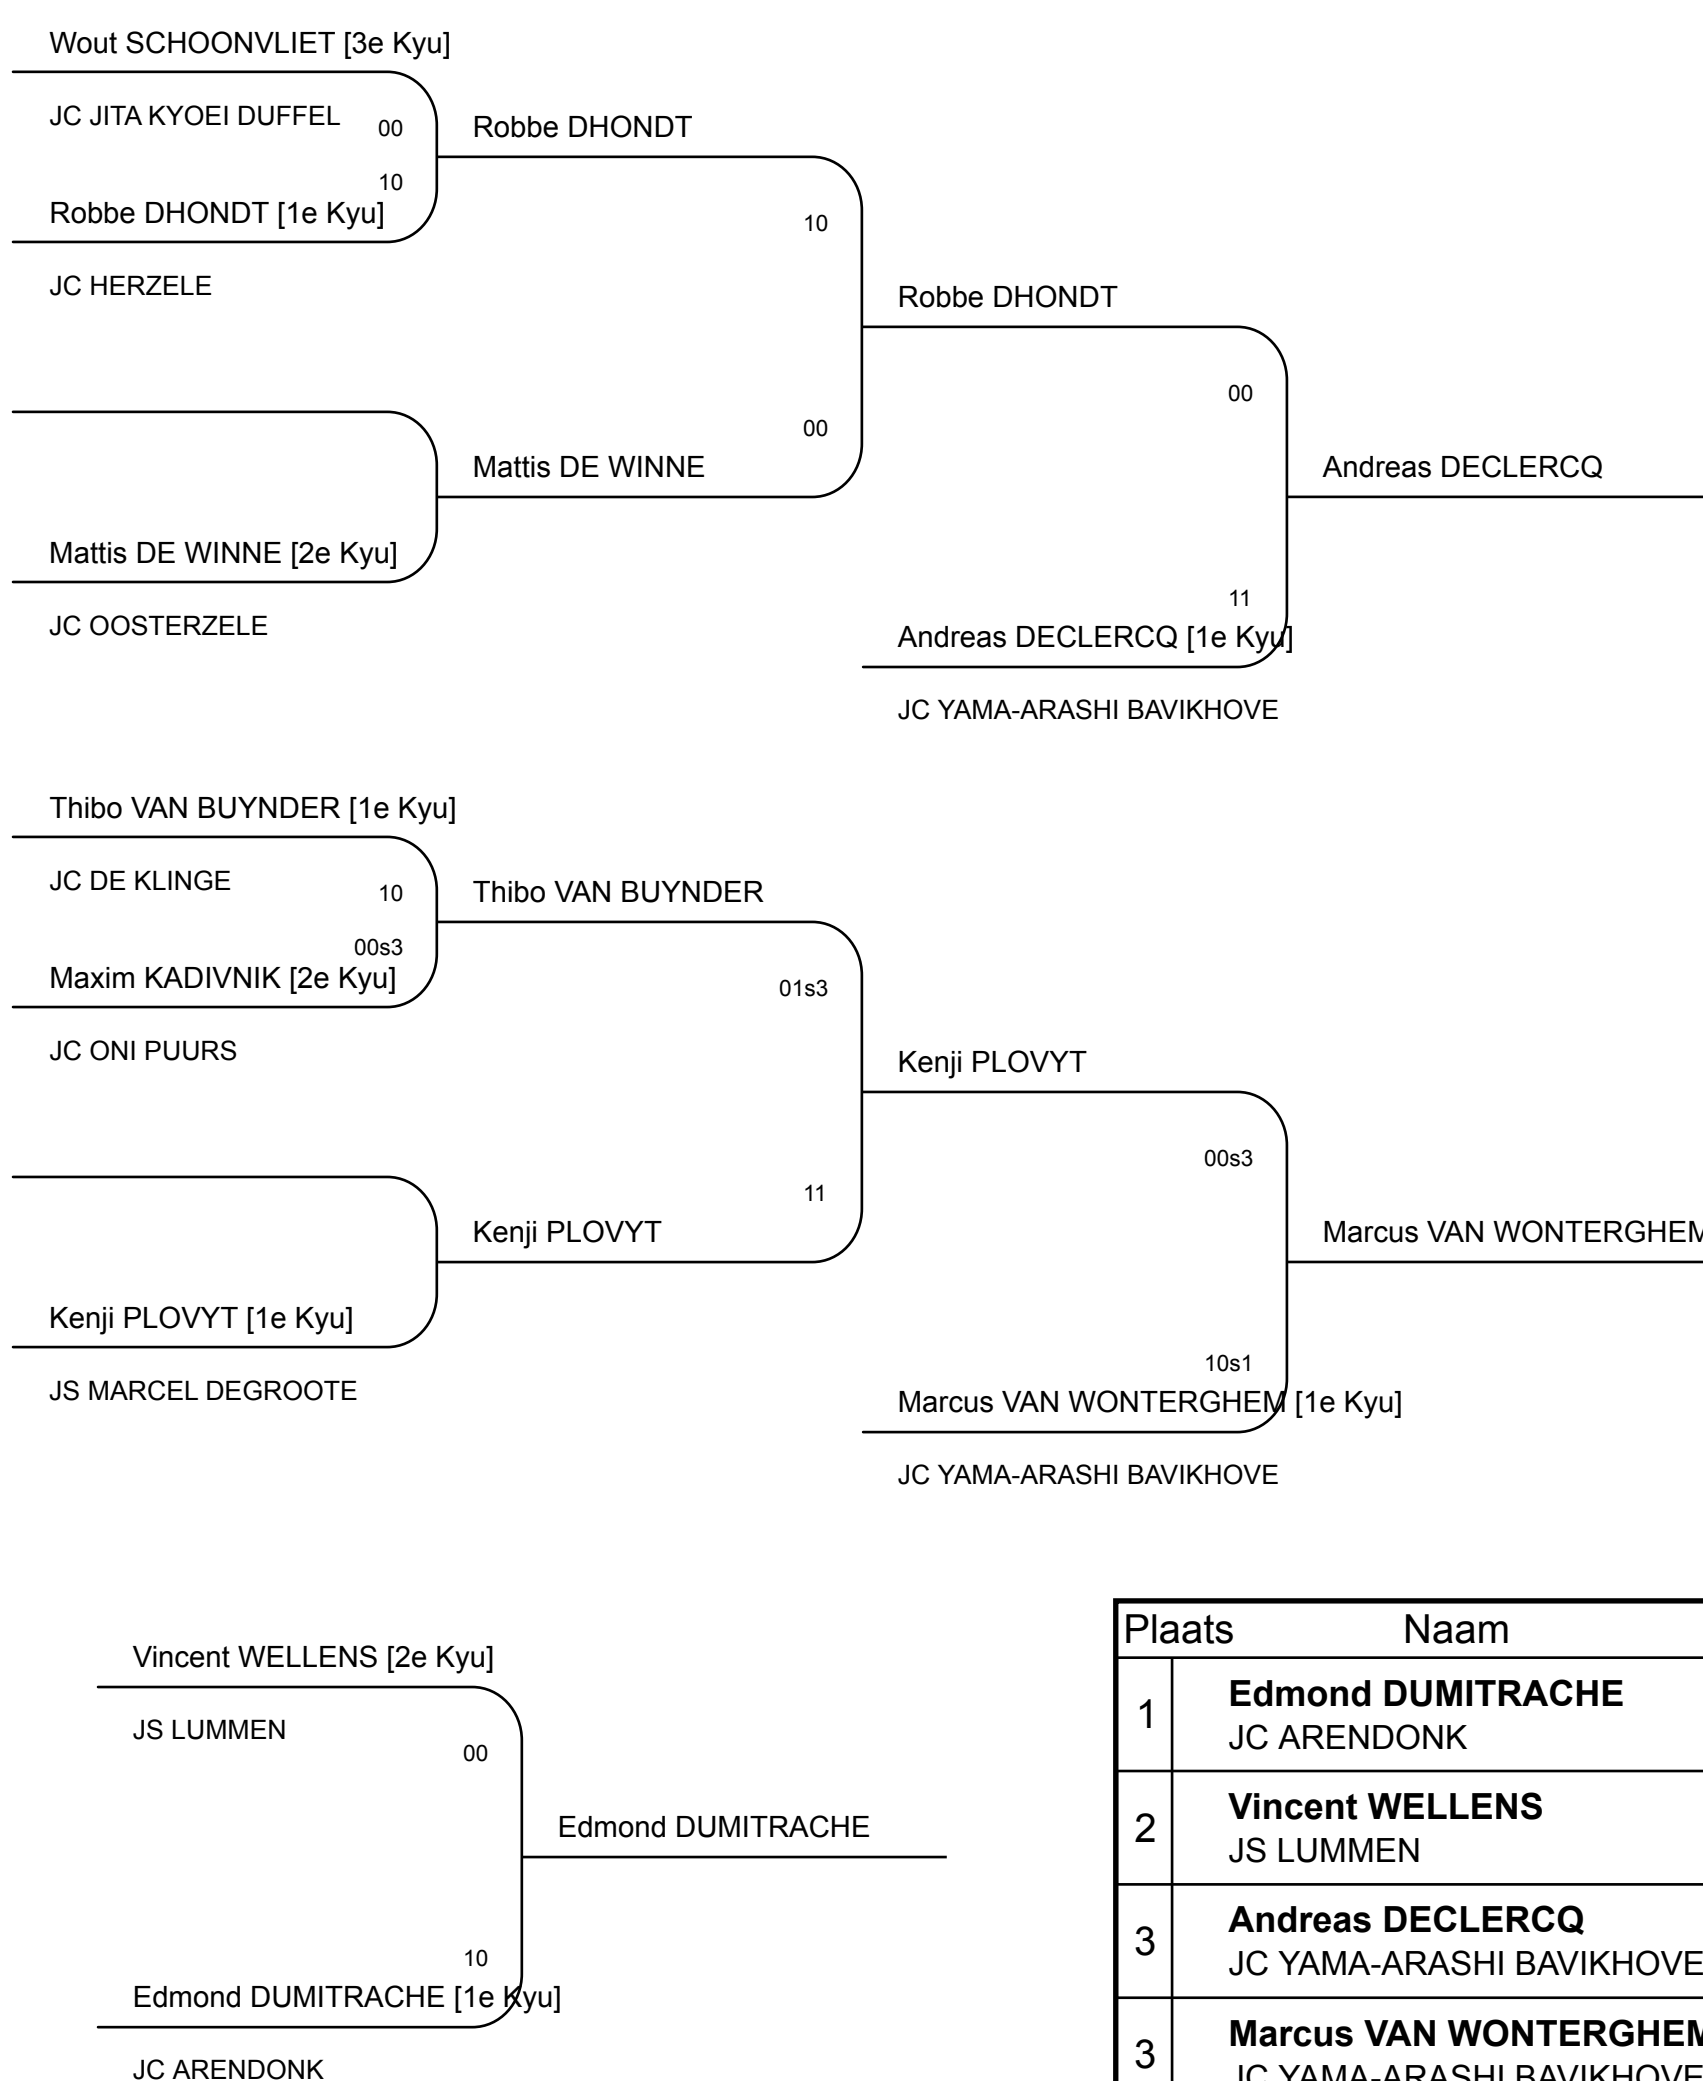 Wout SCHOONVLIET [3e Kyu]
JC JITA KYOEI DUFFEL
00
Robbe DHONDT
10
Robbe DHONDT [1e Kyu]
10
JC HERZELE
Robbe DHONDT
00
00
Mattis DE WINNE
Andreas DECLERCQ
Mattis DE WINNE [2e Kyu]
11
JC OOSTERZELE
Andreas DECLERCQ [1e Kyu]
JC YAMA-ARASHI BAVIKHOVE
Thibo VAN BUYNDER [1e Kyu]
JC DE KLINGE
10
Thibo VAN BUYNDER
00s3
Maxim KADIVNIK [2e Kyu]
01s3
JC ONI PUURS
Kenji PLOVYT
00s3
11
Kenji PLOVYT
Marcus VAN WONTERGHEM
Kenji PLOVYT [1e Kyu]
10s1
JS MARCEL DEGROOTE
Marcus VAN WONTERGHEM [1e Kyu]
JC YAMA-ARASHI BAVIKHOVE
Vincent WELLENS [2e Kyu]
JS LUMMEN
00
Edmond DUMITRACHE
10
Edmond DUMITRACHE [1e Kyu]
JC ARENDONK
Plaats Naam
1 Edmond DUMITRACHE
JC ARENDONK
2 Vincent WELLENS
JS LUMMEN
3 Andreas DECLERCQ
JC YAMA-ARASHI BAVIKHOVE
3 Marcus VAN WONTERGHEM
JC YAMA-ARASHI BAVIKHOVE